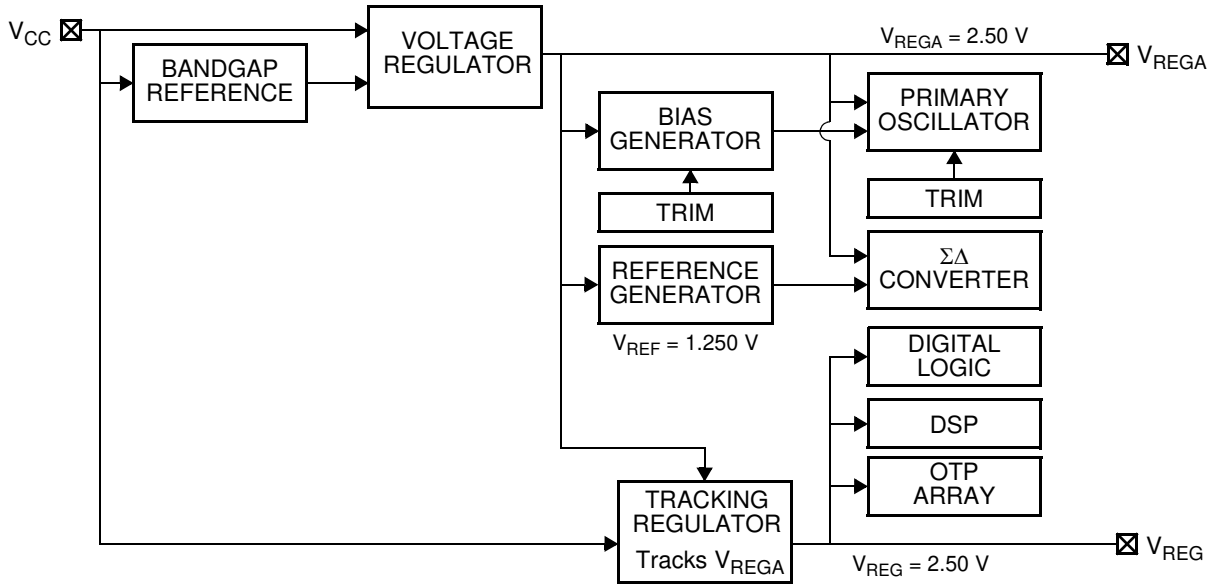 VCC
BANDGAP
REFERENCE
VOLTAGE
REGULATOR
VREGA = 2.50 V
VREGA
BIAS
GENERATOR
PRIMARY
OSCILLATOR
TRIM
TRIM
REFERENCE
GENERATOR
VREF = 1.250 V
ΣΔ
CONVERTER
DIGITAL
LOGIC
DSP
OTP
ARRAY
TRACKING
REGULATOR
Tracks VREGA
VREG = 2.50 V
VREG